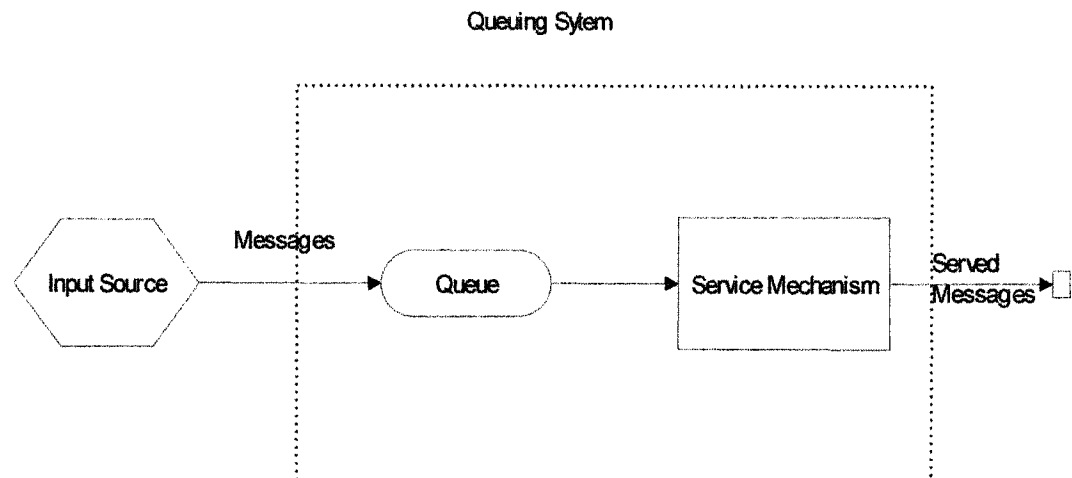 Queuing Sytem
Messages
Input Source
Queue
Service Mechanism
Served
Messages